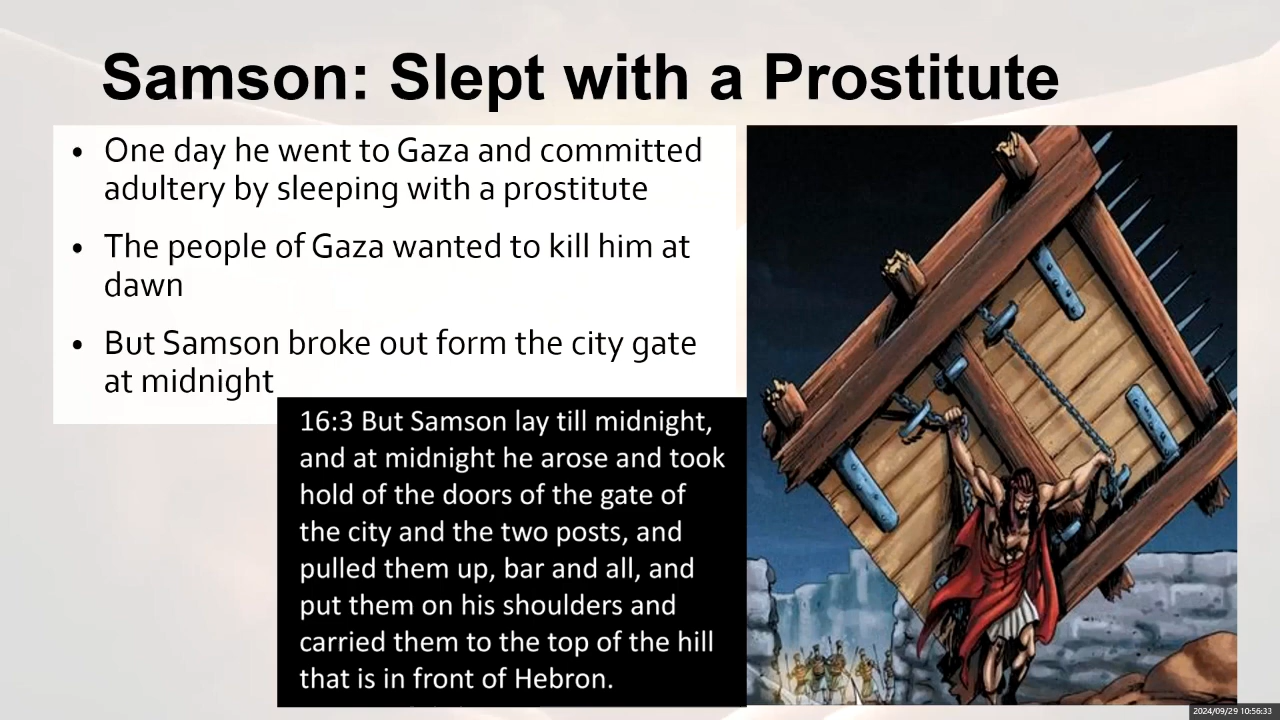 Samson: Slept with a Prostitute
• One day he went to Gaza and committed
adultery by sleeping with a prostitute
• The people of Gaza wanted to kill him at
dawn
• But Samson broke out form the city gate
at midnight
16:3 But Samson lay till midnight,
and at midnight he arose and took
hold of the doors of the gate of
the city and the two posts, and
pulled them up, bar and all, and
put them on his shoulders and
carried them to the top of the hill
that is in front of Hebron.
2024/09/29 10:56:33